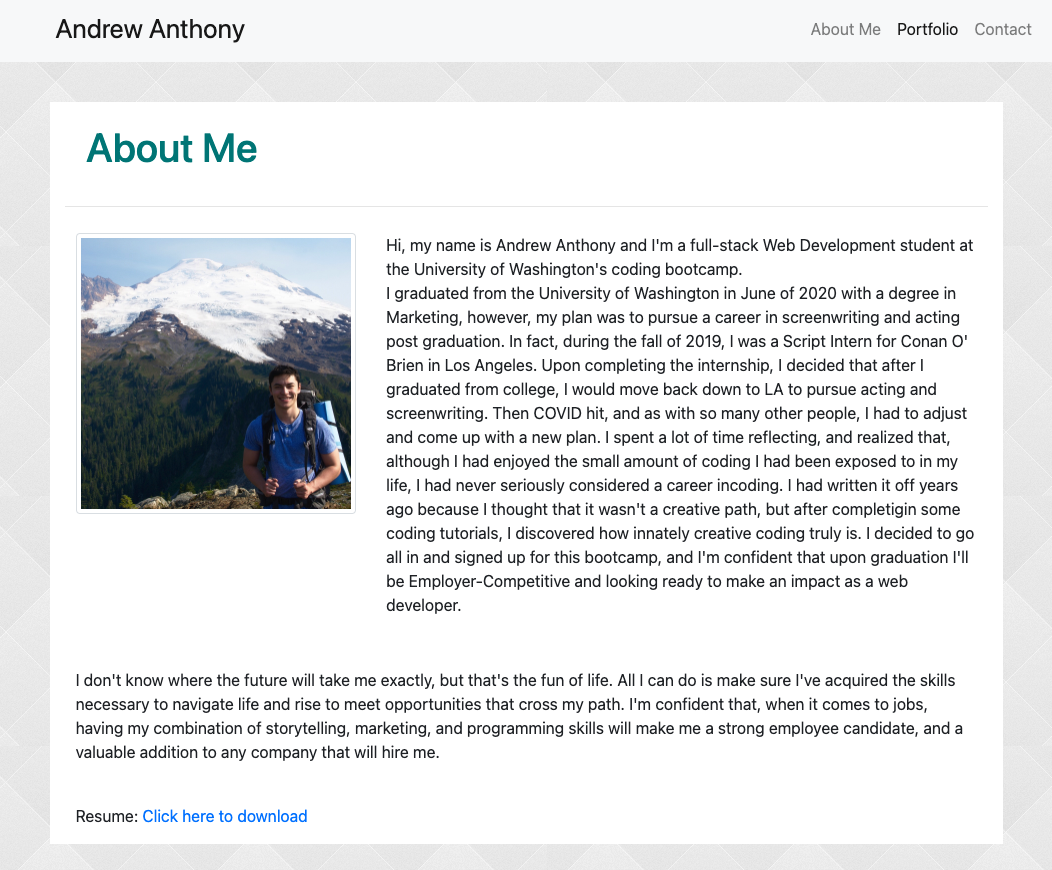 Andrew Anthony
About Me Portfolio Contact
About Me
Hi, my name is Andrew Anthony and I'm a full-stack Web Development student at
the University of Washington's coding bootcamp.
I graduated from the University of Washington in June of 2020 with a degree in
Marketing, however, my plan was to pursue a career in screenwriting and acting
post graduation. In fact, during the fall of 2019, I was a Script Intern for Conan O'
Brien in Los Angeles. Upon completing the internship, I decided that after I
graduated from college, I would move back down to LA to pursue acting and
screenwriting. Then COVID hit, and as with so many other people, I had to adjust
and come up with a new plan. I spent a lot of time reflecting, and realized that,
although I had enjoyed the small amount of coding I had been exposed to in my
life, I had never seriously considered a career incoding. I had written it off years
ago because I thought that it wasn't a creative path, but after completigin some
coding tutorials, I discovered how innately creative coding truly is. I decided to go
all in and signed up for this bootcamp, and I'm confident that upon graduation I'll
be Employer-Competitive and looking ready to make an impact as a web
developer.
I don't know where the future will take me exactly, but that's the fun of life. All I can do is make sure I've acquired the skills
necessary to navigate life and rise to meet opportunities that cross my path. I'm confident that, when it comes to jobs,
having my combination of storytelling, marketing, and programming skills will make me a strong employee candidate, and a
valuable addition to any company that will hire me.
Resume: Click here to download